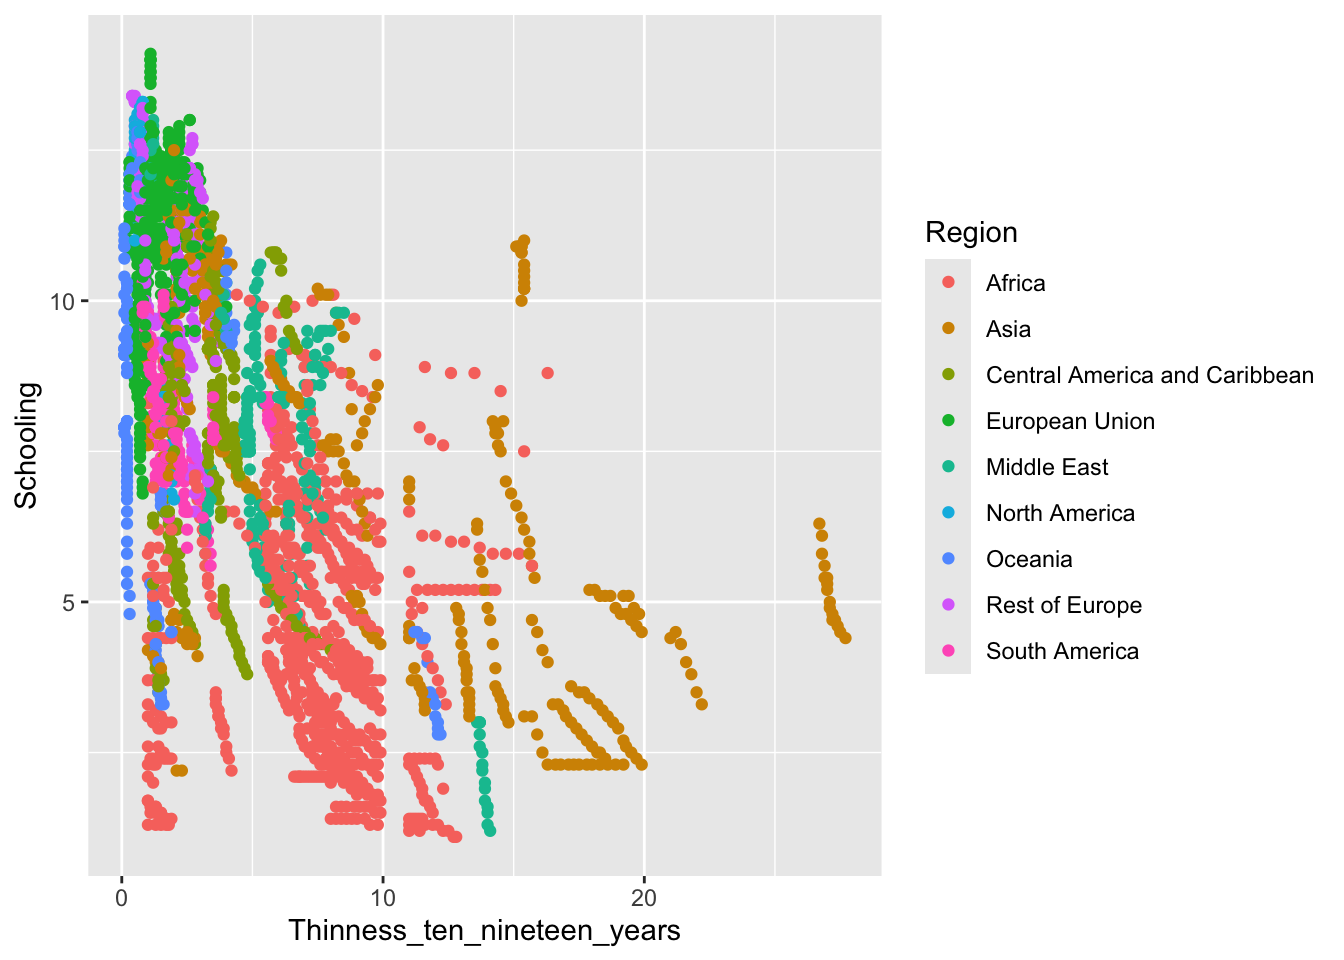 Schooling
10
5
0
10
20
Thinness_ten_nineteen_years
Region
Africa
Asia
Central America and Caribbean
European Union
Middle East
North America
Oceania
Rest of Europe
South America